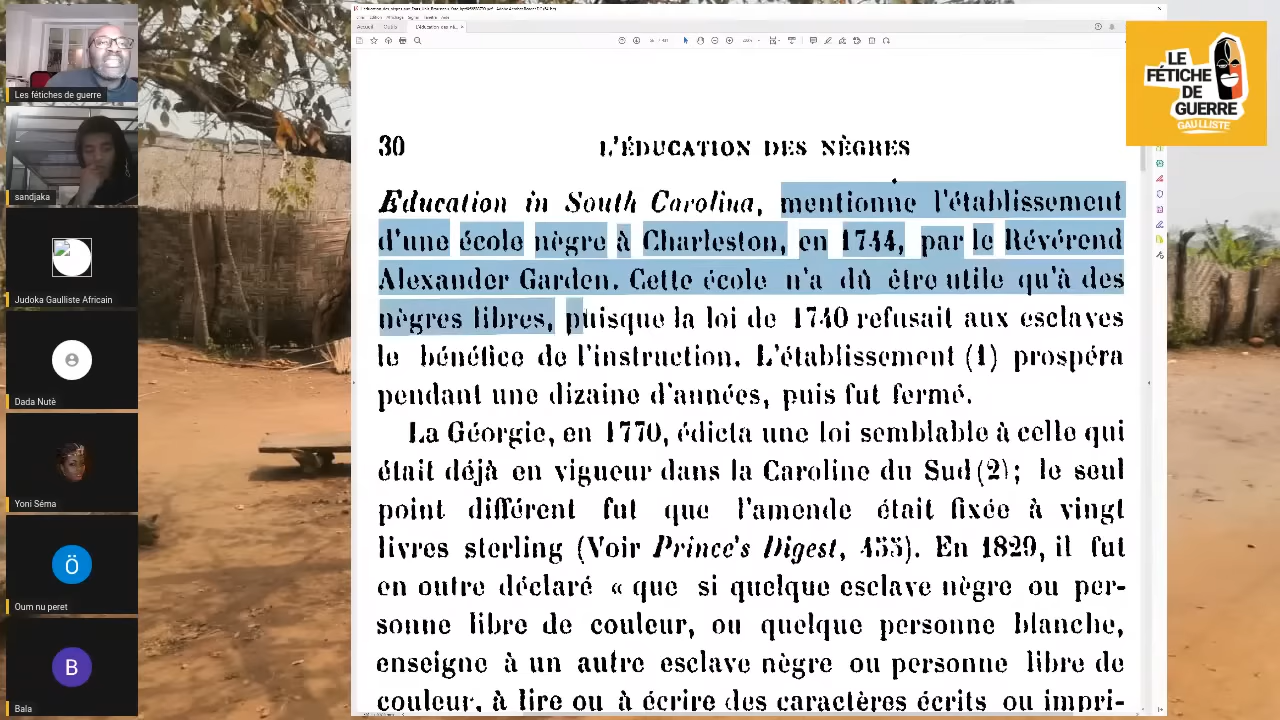 L'éducation des nè...
Les fétiches de guerre
sandjaka
Judoka Gaulliste Africain
Dada Nutè
Yoni Séma
Oum nu peret
Ö
Bala
B
LE
FÉTICHE
DE
GUERRE
GAULLISTE
30 L'ÉDUCATION DES NÈGRES
Education in South Carolina, mentionne l'établissement
d'une école nègre à Charleston, en 1744, par le Révérend
Alexander Garden. Cette école n'a dû être utile qu'à des
nègres libres, puisque la loi de 1740 refusait aux esclaves
le bénéfice de l'instruction. L'établissement (1) prospéra
pendant une dizaine d'années, puis fut fermé.
La Géorgie, en 1770, édicta une loi semblable à celle qui
était déjà en vigueur dans la Caroline du Sud (2); le seul
point différent fut que l'amende était fixée à vingt
livres sterling (Voir Prince's Digest, 455). En 1829, il fut
en outre déclaré « que si quelque esclave nègre ou per-
sonne libre de couleur, ou quelque personne blanche,
enseigne à un autre esclave nègre ou personne libre de
couleur, à lire ou à écrire des caractères écrits ou impri-